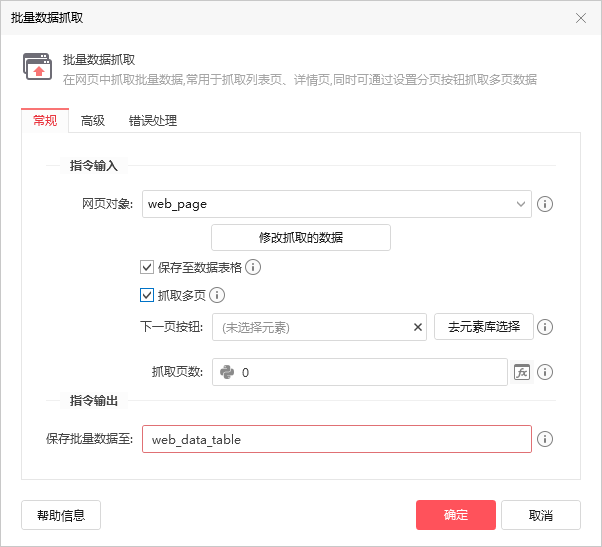 批量数据抓取
批量数据抓取
在网页中抓取批量数据,常用于抓取列表页、详情页,同时可通过设置分页按钮抓取多页数据
常规 高级 错误处理
指令输入
网页对象: web_page
修改抓取的数据
保存至数据表格
抓取多页
下一页按钮: (未选择元素) 去元素库选择
抓取页数: 0 fx
指令输出
保存批量数据至: web_data_table
帮助信息 确定 取消